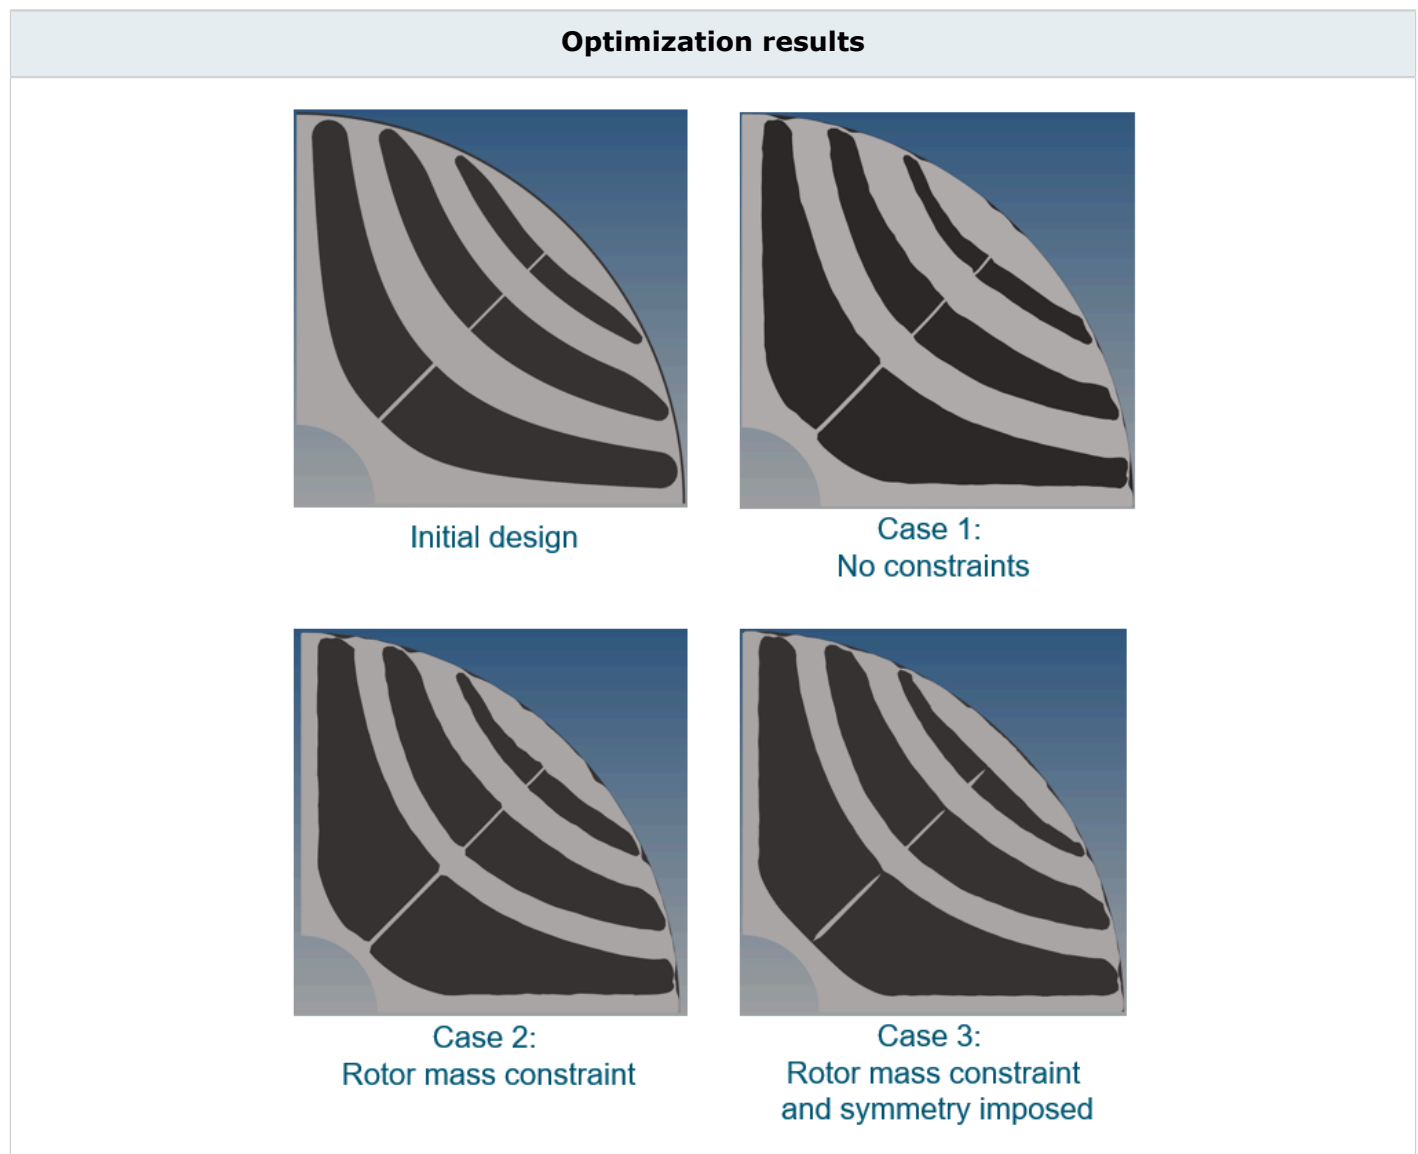 Optimization results
Initial design
Case 1:
No constraints
Case 2:
Rotor mass constraint
Case 3:
Rotor mass constraint
and symmetry imposed